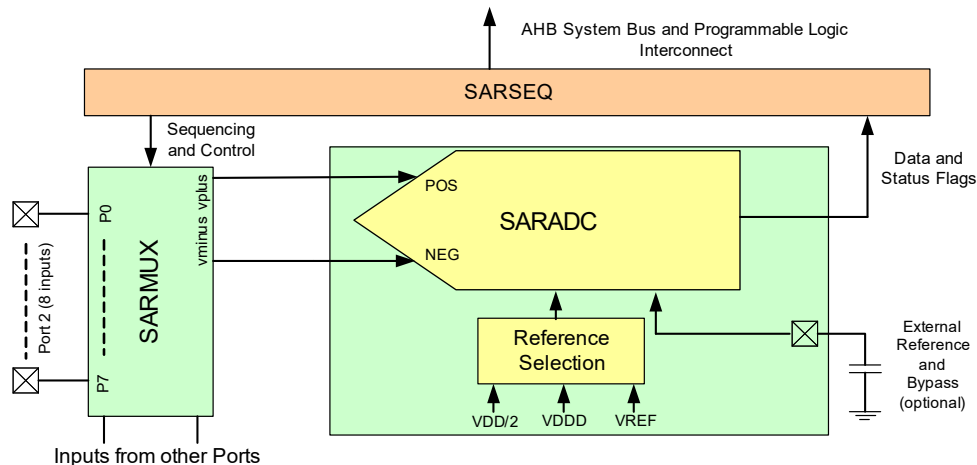 AHB System Bus and Programmable Logic
Interconnect
SARSEQ
Sequencing
and Control
Data and
Status Flags
vminus vplus
POS
NEG
SARADC
P0
Port 2 (8 inputs)
SARMUX
P7
Reference
Selection
VDD/2
VDDD
VREF
External
Reference
and
Bypass
(optional)
Inputs from other Ports